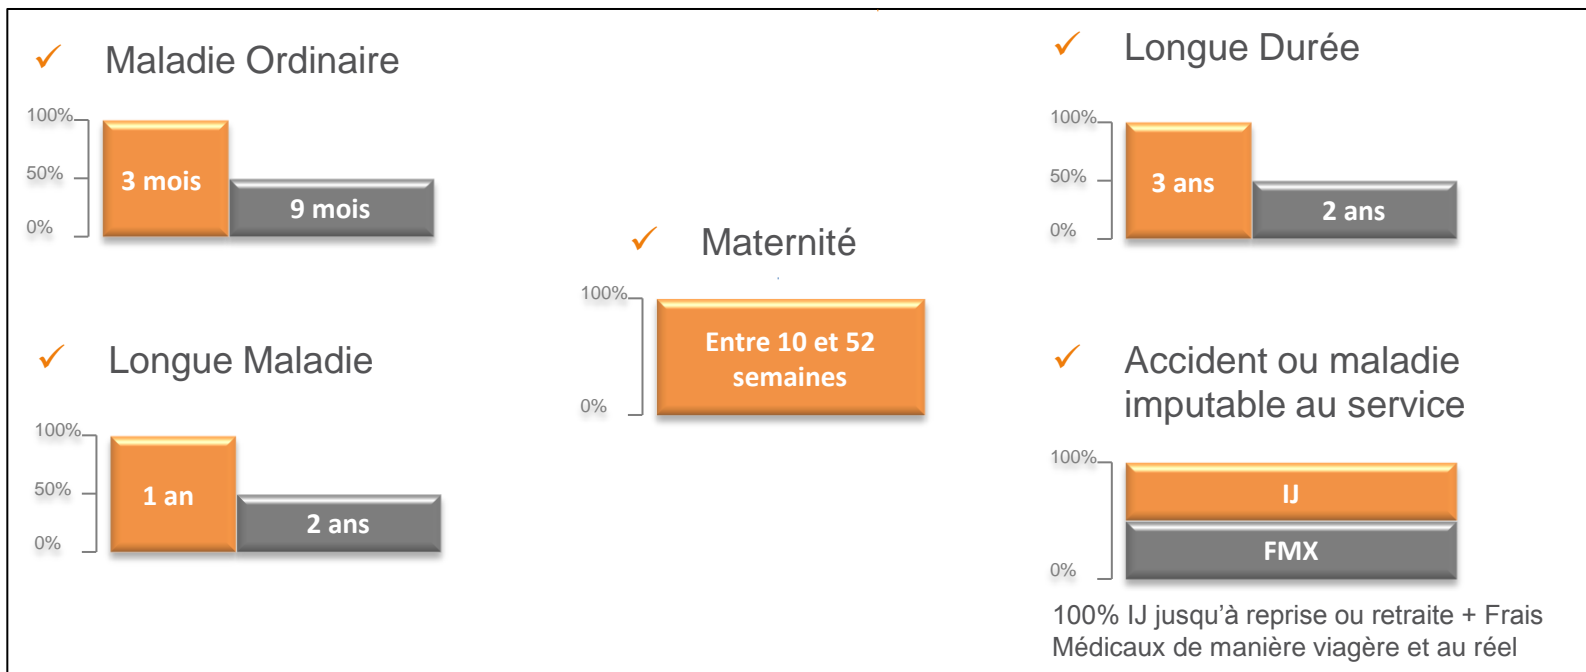 ✓ Maladie Ordinaire
100%
50%
0%
3 mois
9 mois
✓ Longue Maladie
100%
50%
0%
1 an
2 ans
✓ Maternité
100%
0%
Entre 10 et 52
semaines
✓ Longue Durée
100%
50%
0%
3 ans
2 ans
✓ Accident ou maladie
imputable au service
100%
0%
IJ
FMX
100% IJ jusqu’à reprise ou retraite + Frais
Médicaux de manière viagère et au réel